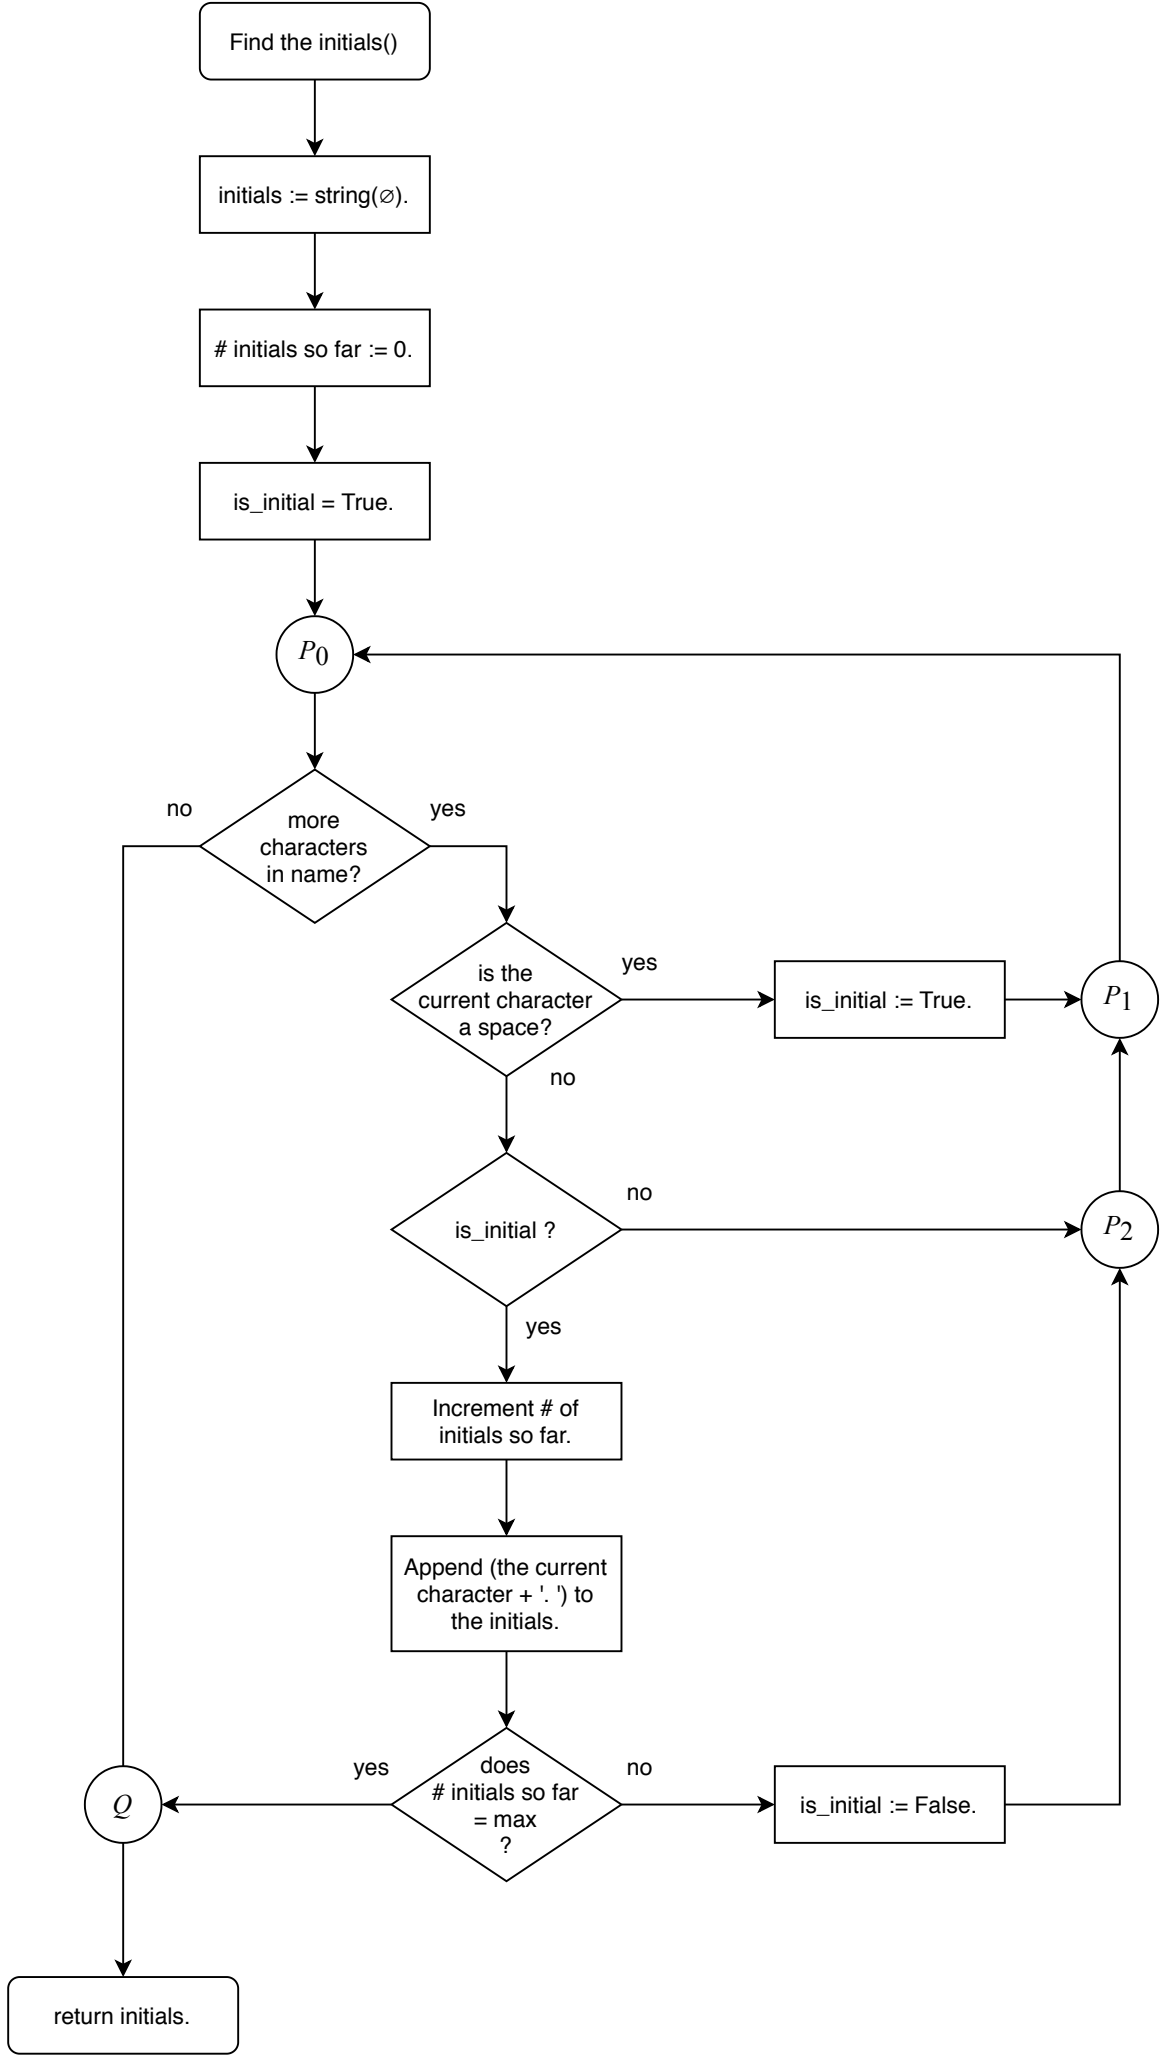 Find the initials()
initials := string(∅).
# initials so far := 0.
is_initial = True.
P0
no
yes
more
characters
in name?
is the
current character
a space?
yes
is_initial := True.
P1
no
is_initial ?
no
P2
yes
Increment # of
initials so far.
Append (the current
character + '. ') to
the initials.
does
# initials so far
= max
?
yes
no
is_initial := False.
Q
return initials.